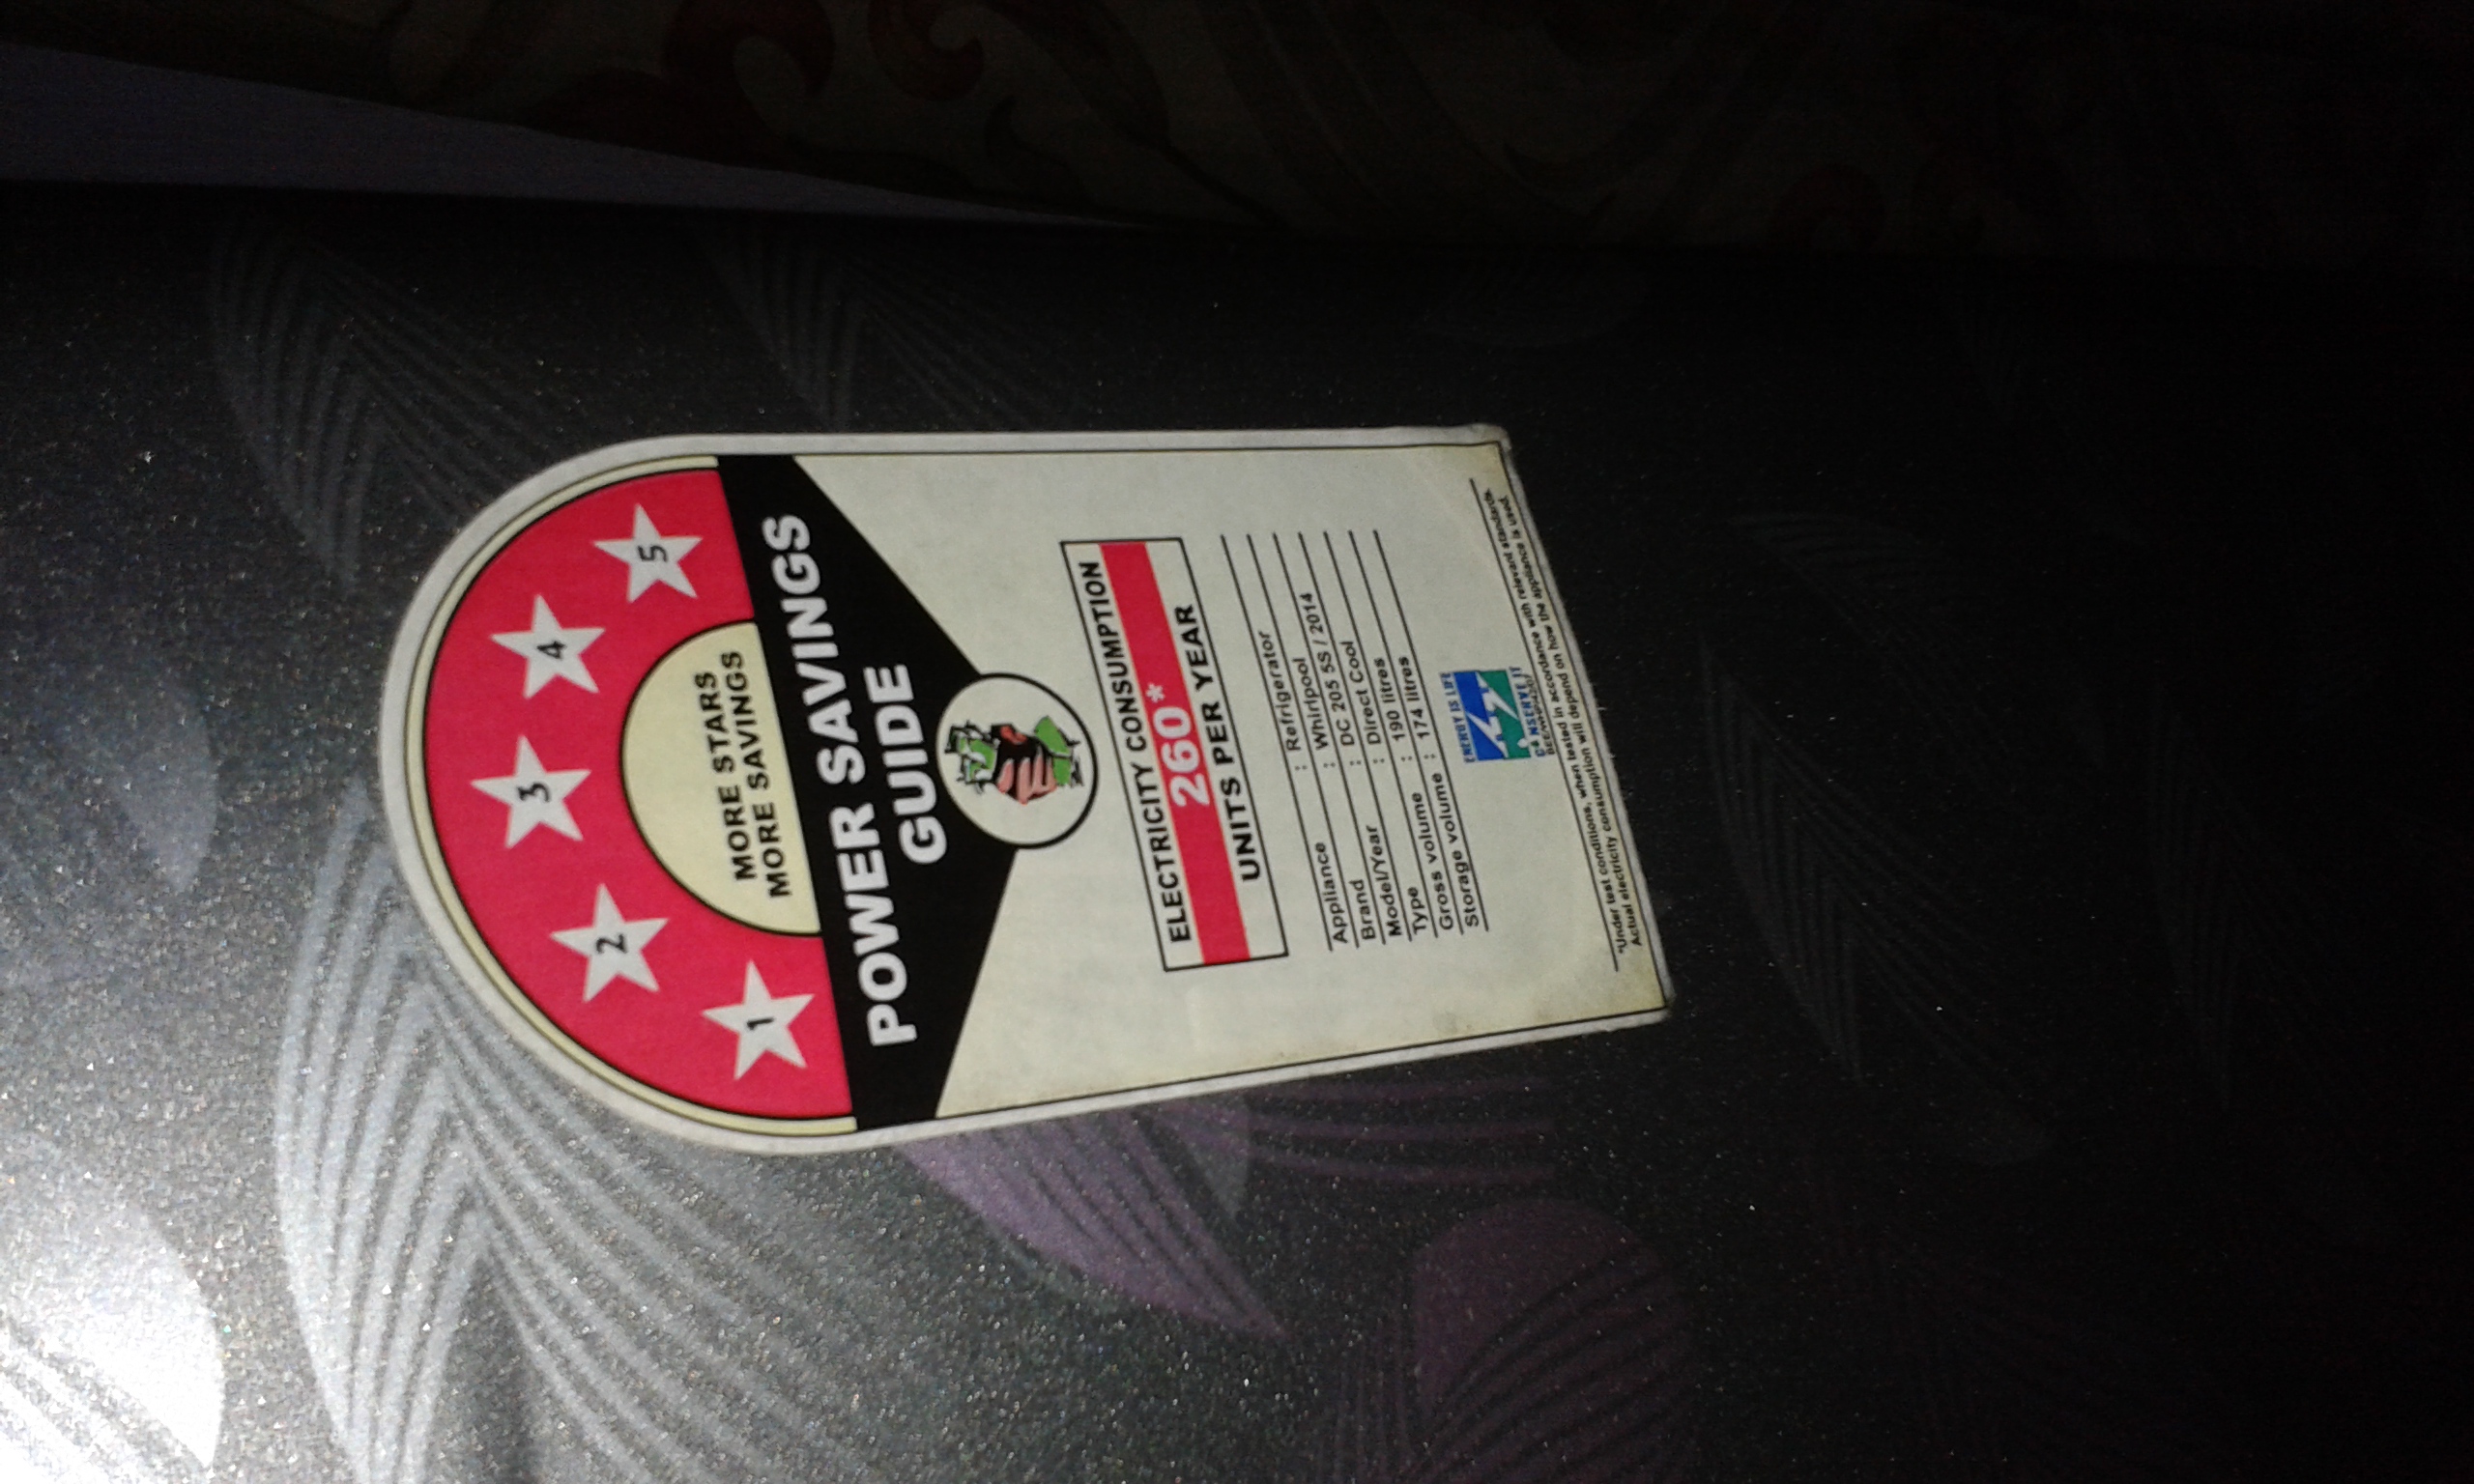 1 2 3 4 5
MORE STARS
MORE SAVINGS
POWER SAVINGS
GUIDE
ELECTRICITY CONSUMPTION
260*
UNITS PER YEAR
Appliance : Refrigerator
Brand : Whirlpool
Model/Year : DC 205 5S / 2014
Type : Direct Cool
Gross volume : 190 litres
Storage volume : 174 litres
ENERGY IS LIFE
CONSERVE IT
*Under test conditions, when tested in accordance with relevant standards.
Actual electricity consumption will depend on how the appliance is used.